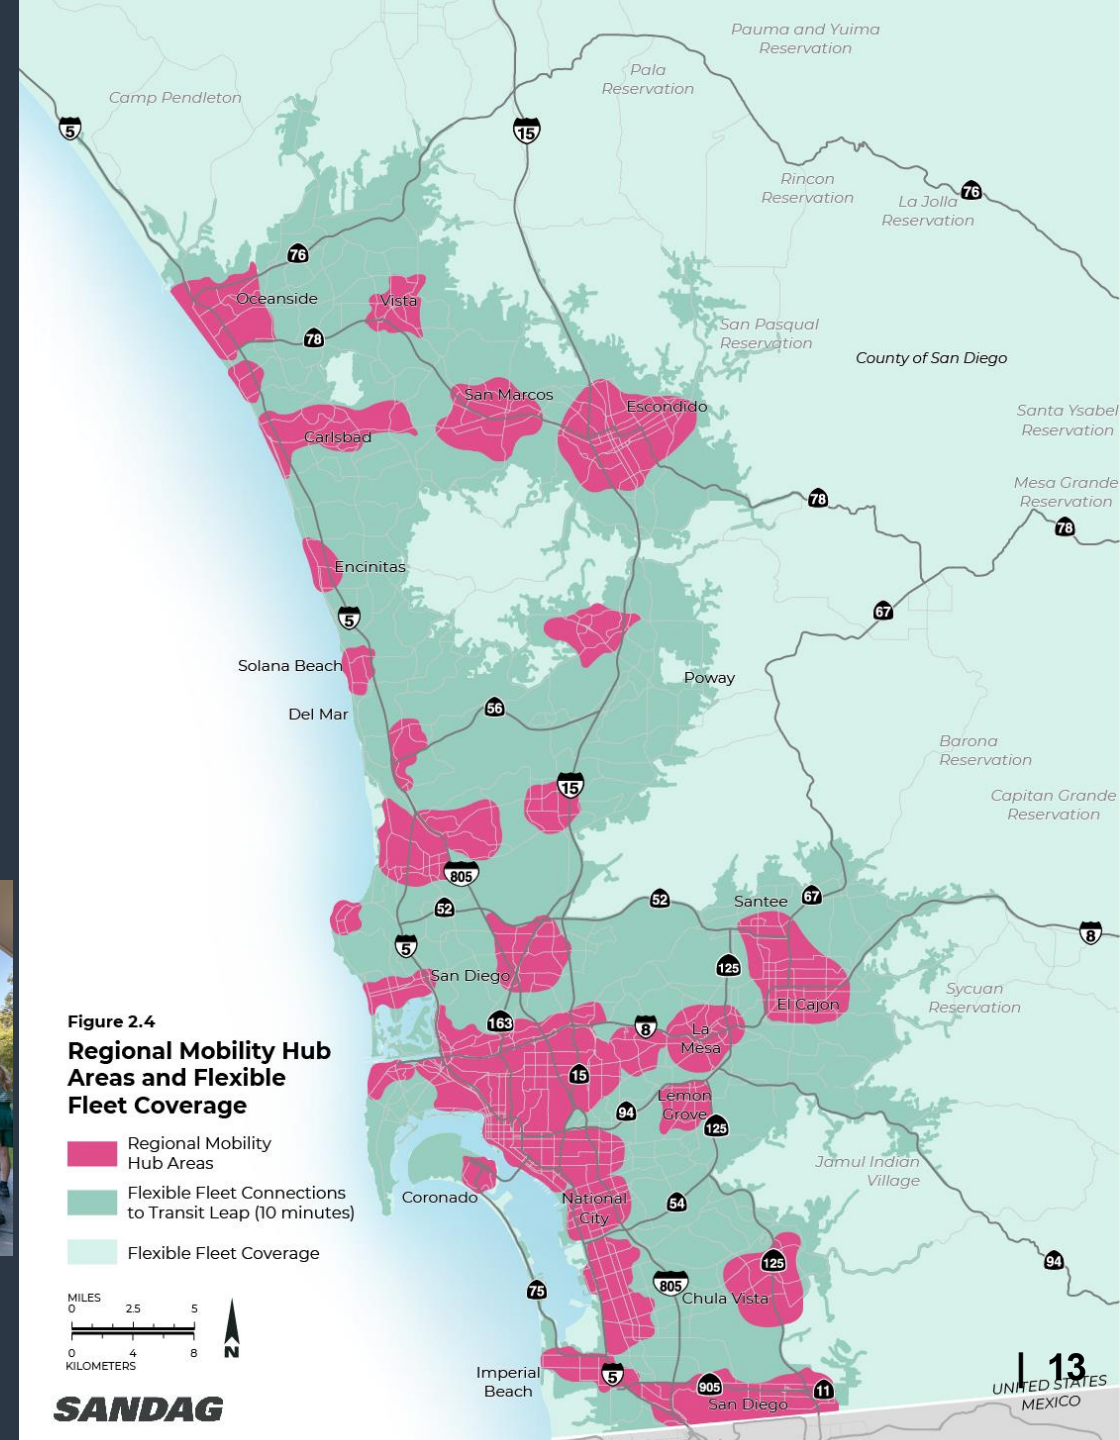 Pauma and Yuima
Reservation
Pala
Reservation
Camp Pendleton
5
15
Rincon
Reservation
La Jolla
Reservation
76
76
Oceanside
Vista
78
San Pasqual
Reservation
County of San Diego
San Marcos
Escondido
Carlsbad
Santa Ysabel
Reservation
Mesa Grande
Reservation
78
78
Encinitas
5
67
Solana Beach
Poway
Del Mar
56
Barona
Reservation
15
Capitan Grande
Reservation
805
52
52
Santee
67
5
8
125
San Diego
El Cajon
Sycuan
Reservation
163
8
La
Mesa
15
94
Lemon
Grove
125
Jamul Indian
Village
Coronado
National
City
54
125
94
75
805
Chula Vista
Imperial
Beach
5
905
11
San Diego
UNITED STATES
MEXICO
| 13
Figure 2.4
Regional Mobility Hub
Areas and Flexible
Fleet Coverage
Regional Mobility
Hub Areas
Flexible Fleet Connections
to Transit Leap (10 minutes)
Flexible Fleet Coverage
MILES
0 2.5 5
0 4 8
KILOMETERS
N
SANDAG